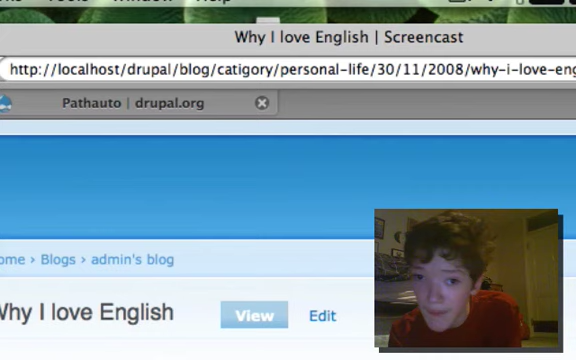 Why I love English | Screencast
http://localhost/drupal/blog/catigory/personal-life/30/11/2008/why-i-love-eng
Pathauto | drupal.org
Blogs › admin's blog
Why I love English View Edit